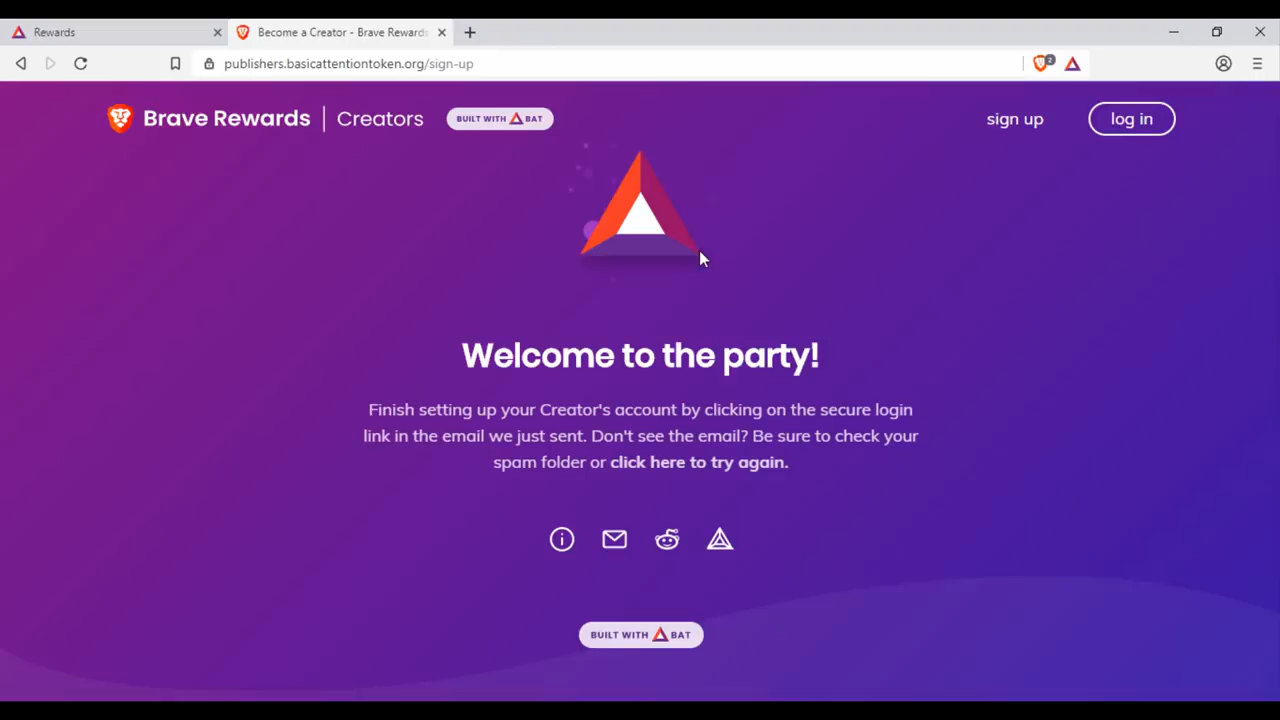 Rewards
Become a Creator - Brave Rewards
publishers.basicattentiontoken.org/sign-up
2
Brave Rewards | Creators
BUILT WITH BAT
sign up
log in
Welcome to the party!
Finish setting up your Creator's account by clicking on the secure login
link in the email we just sent. Don't see the email? Be sure to check your
spam folder or click here to try again.
BUILT WITH BAT